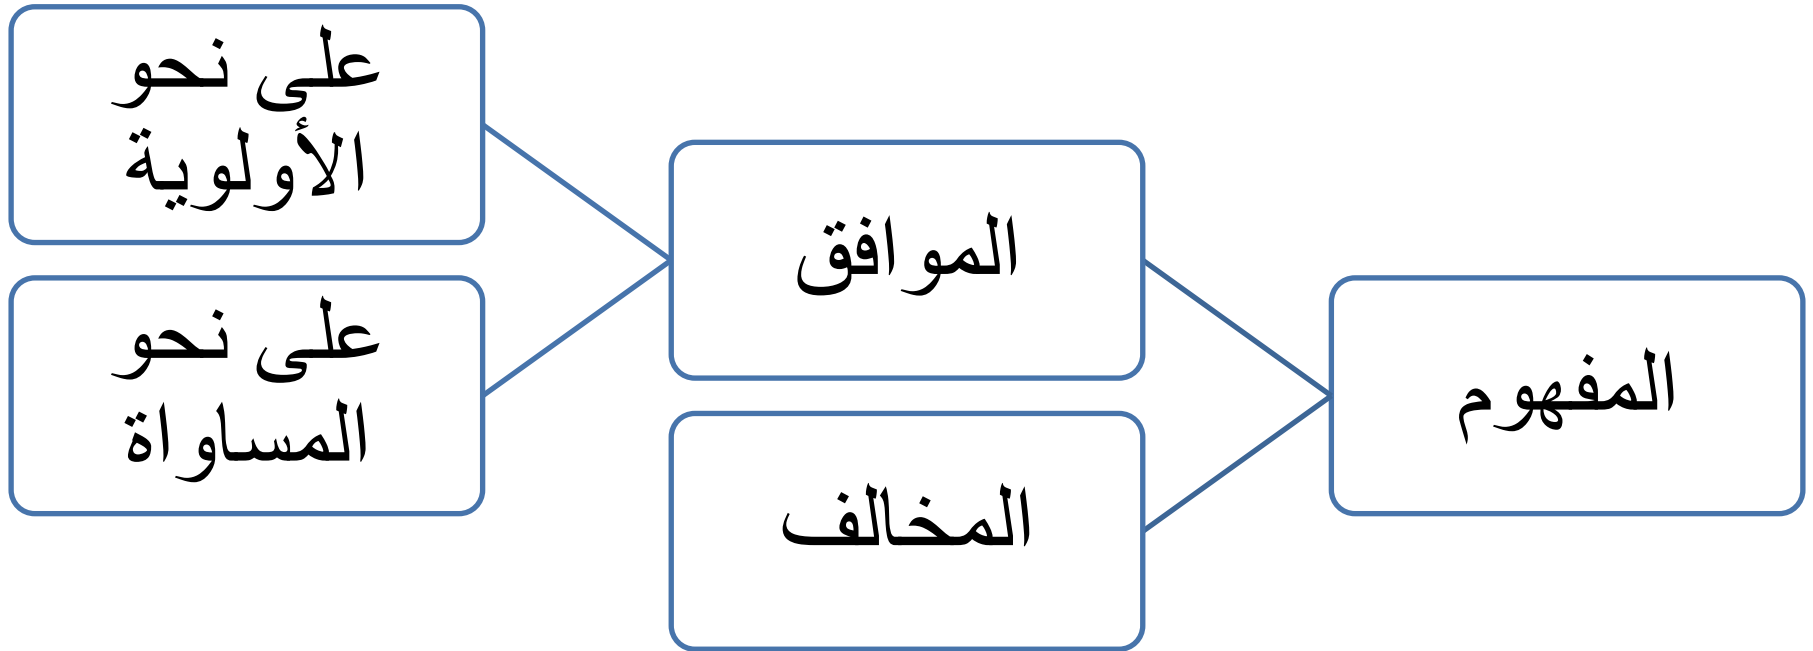 المفهوم
الموافق
على نحو
الأولوية
على نحو
المساواة
المخالف